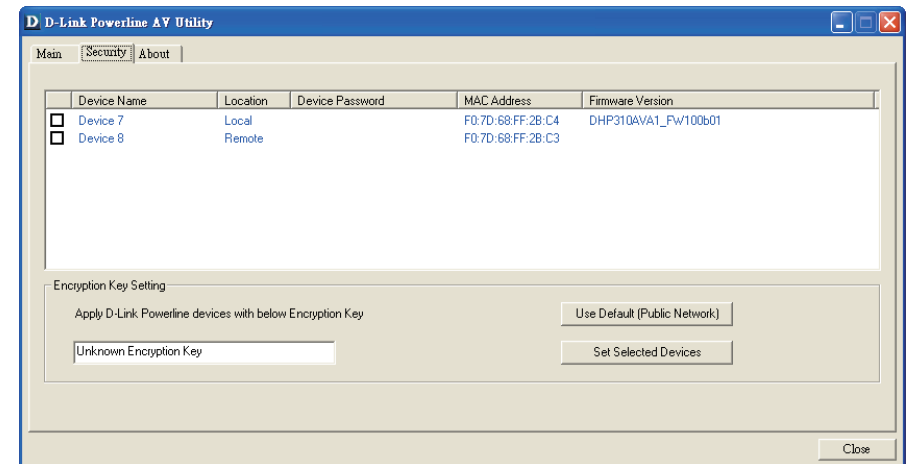 D D-Link Powerline AV Utility
Main Security About
Device Name Location Device Password MAC Address Firmware Version
Device 7 Local F0:7D:68:FF:2B:C4 DHP310AVA1_FW100b01
Device 8 Remote F0:7D:68:FF:2B:C3
Encryption Key Setting
Apply D-Link Powerline devices with below Encryption Key Use Default (Public Network)
Unknown Encryption Key Set Selected Devices
Close